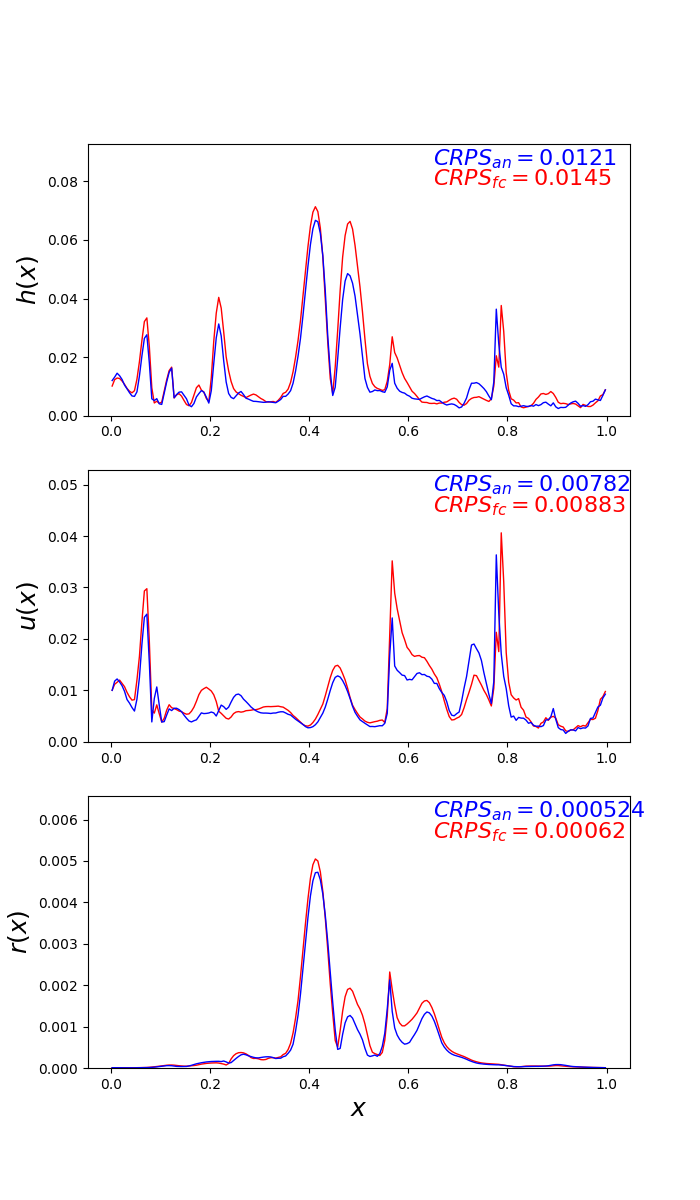 CRPS_an = 0.0121
CRPS_fc = 0.0145
h(x)
0.08
0.06
0.04
0.02
0.00
0.0 0.2 0.4 0.6 0.8 1.0
CRPS_an = 0.00782
CRPS_fc = 0.00883
u(x)
0.05
0.04
0.03
0.02
0.01
0.00
0.0 0.2 0.4 0.6 0.8 1.0
CRPS_an = 0.000524
CRPS_fc = 0.00062
r(x)
0.006
0.005
0.004
0.003
0.002
0.001
0.000
0.0 0.2 0.4 0.6 0.8 1.0
x